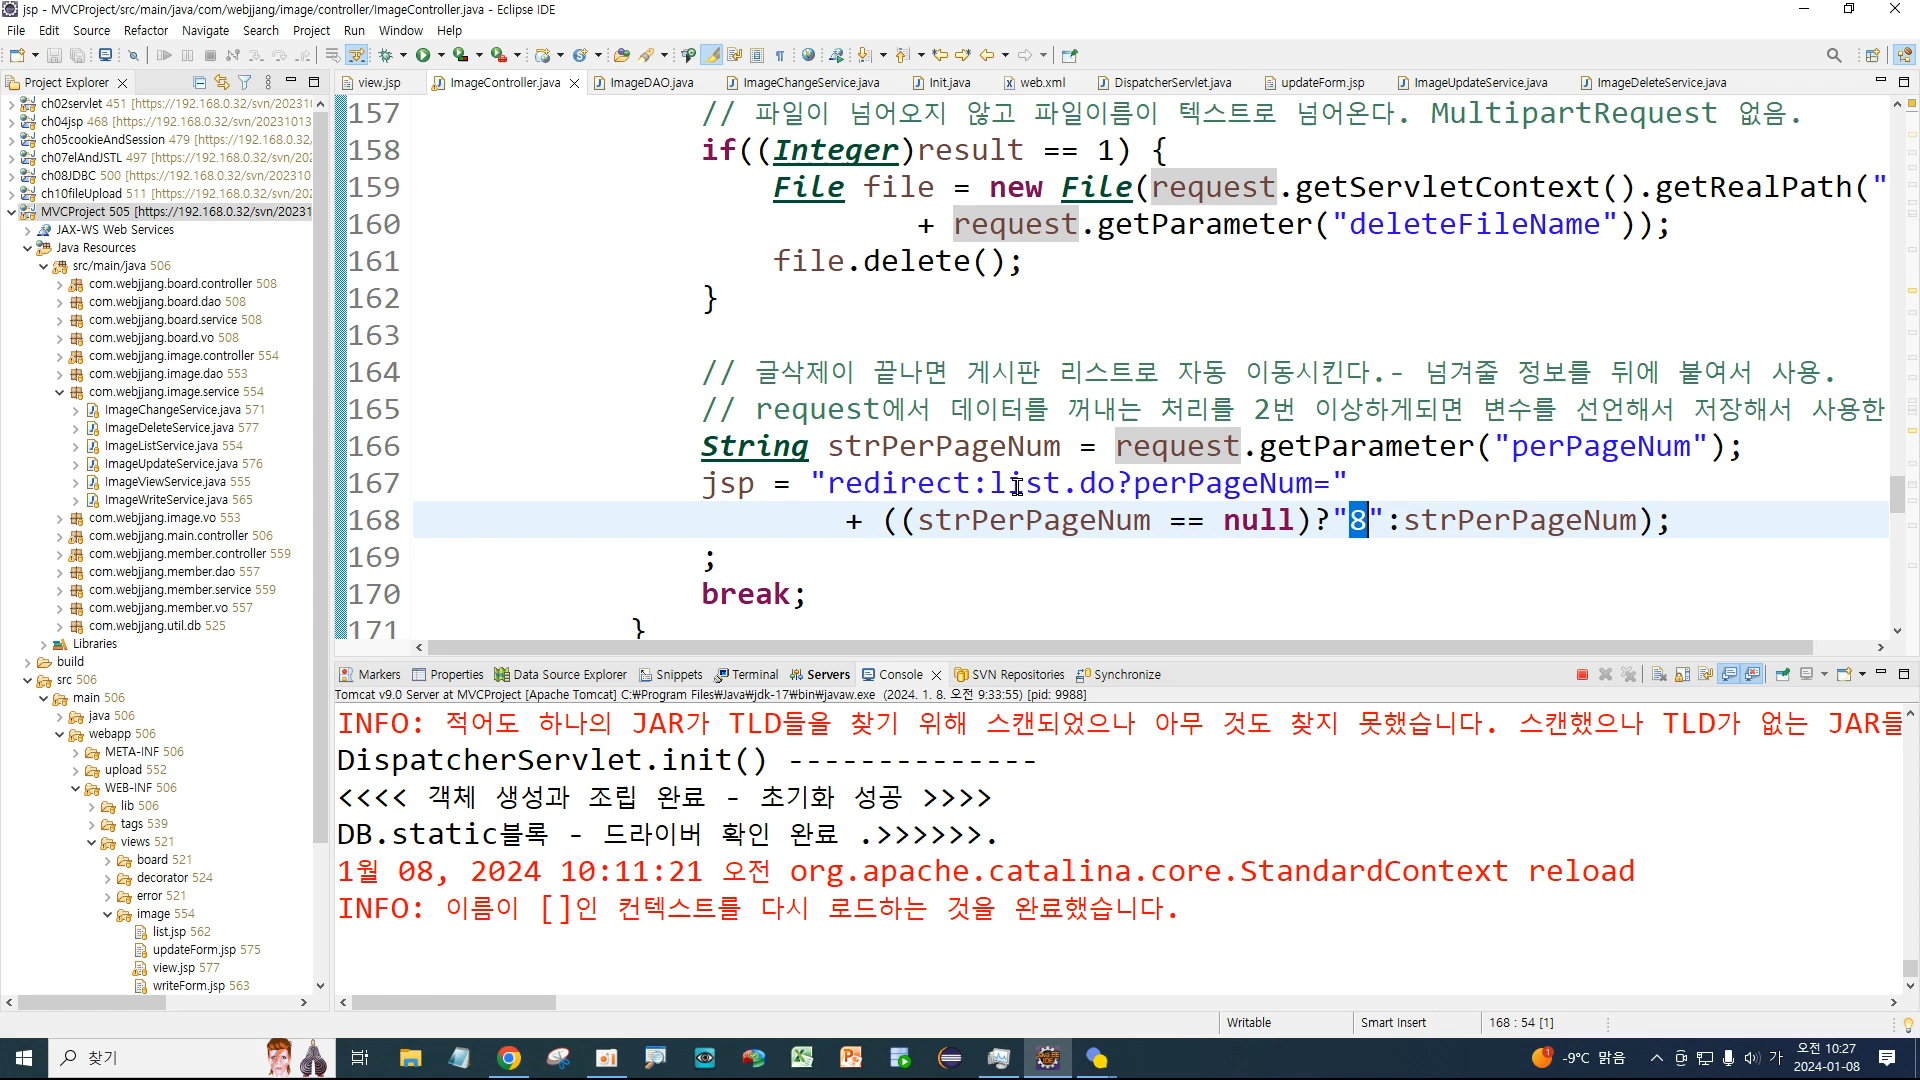 jsp - MVCProject/src/main/java/com/webjjang/image/controller/ImageController.java - Eclipse IDE
File Edit Source Refactor Navigate Search Project Run Window Help
Project Explorer
view.jsp ImageController.java ImageDAO.java ImageChangeService.java Init.java web.xml DispatcherServlet.java updateForm.jsp ImageUpdateService.java ImageDeleteService.java
ch02servlet 451 [https://192.168.0.32/svn/202310
ch04jsp 468 [https://192.168.0.32/svn/20231013
ch05cookieAndSession 479 [https://192.168.0.32/
ch07elAndJSTL 497 [https://192.168.0.32/svn/202
ch08JDBC 500 [https://192.168.0.32/svn/202310
ch10fileUpload 511 [https://192.168.0.32/svn/202
MVCProject 505 [https://192.168.0.32/svn/20231
JAX-WS Web Services
Java Resources
src/main/java 506
com.webjjang.board.controller 508
com.webjjang.board.dao 508
com.webjjang.board.service 508
com.webjjang.board.vo 508
com.webjjang.image.controller 554
com.webjjang.image.dao 553
com.webjjang.image.service 554
ImageChangeService.java 571
ImageDeleteService.java 577
ImageListService.java 554
ImageUpdateService.java 576
ImageViewService.java 555
ImageWriteService.java 565
com.webjjang.image.vo 553
com.webjjang.main.controller 506
com.webjjang.member.controller 559
com.webjjang.member.dao 557
com.webjjang.member.service 559
com.webjjang.member.vo 557
com.webjjang.util.db 525
Libraries
build
src 506
main 506
java 506
webapp 506
META-INF 506
upload 552
WEB-INF 506
lib 506
tags 539
views 521
board 521
decorator 524
error 521
image 554
list.jsp 562
updateForm.jsp 575
view.jsp 577
writeForm.jsp 563
157 // 파일이 넘어오지 않고 파일이름이 텍스트로 넘어온다. MultipartRequest 없음.
158 if((Integer)result == 1) {
159 File file = new File(request.getServletContext().getRealPath("
160 + request.getParameter("deleteFileName"));
161 file.delete();
162 }
163
164 // 글삭제이 끝나면 게시판 리스트로 자동 이동시킨다.- 넘겨줄 정보를 뒤에 붙여서 사용.
165 // request에서 데이터를 꺼내는 처리를 2번 이상하게되면 변수를 선언해서 저장해서 사용한
166 String strPerPageNum = request.getParameter("perPageNum");
167 jsp = "redirect:list.do?perPageNum="
168 + ((strPerPageNum == null)?"8":strPerPageNum);
169 ;
170 break;
171 }
Markers Properties Data Source Explorer Snippets Terminal Servers Console SVN Repositories Synchronize
Tomcat v9.0 Server at MVCProject [Apache Tomcat] C:₩Program Files₩Java₩jdk-17₩bin₩javaw.exe (2024. 1. 8. 오전 9:33:55) [pid: 9988]
INFO: 적어도 하나의 JAR가 TLD들을 찾기 위해 스캔되었으나 아무 것도 찾지 못했습니다. 스캔했으나 TLD가 없는 JAR들
DispatcherServlet.init() --------------
<<<< 객체 생성과 조립 완료 - 초기화 성공 >>>>
DB.static블록 - 드라이버 확인 완료 .>>>>>>.
1월 08, 2024 10:11:21 오전 org.apache.catalina.core.StandardContext reload
INFO: 이름이 []인 컨텍스트를 다시 로드하는 것을 완료했습니다.
Writable Smart Insert 168 : 54 [1]
찾기
-9°C 맑음
가
오전 10:27
2024-01-08